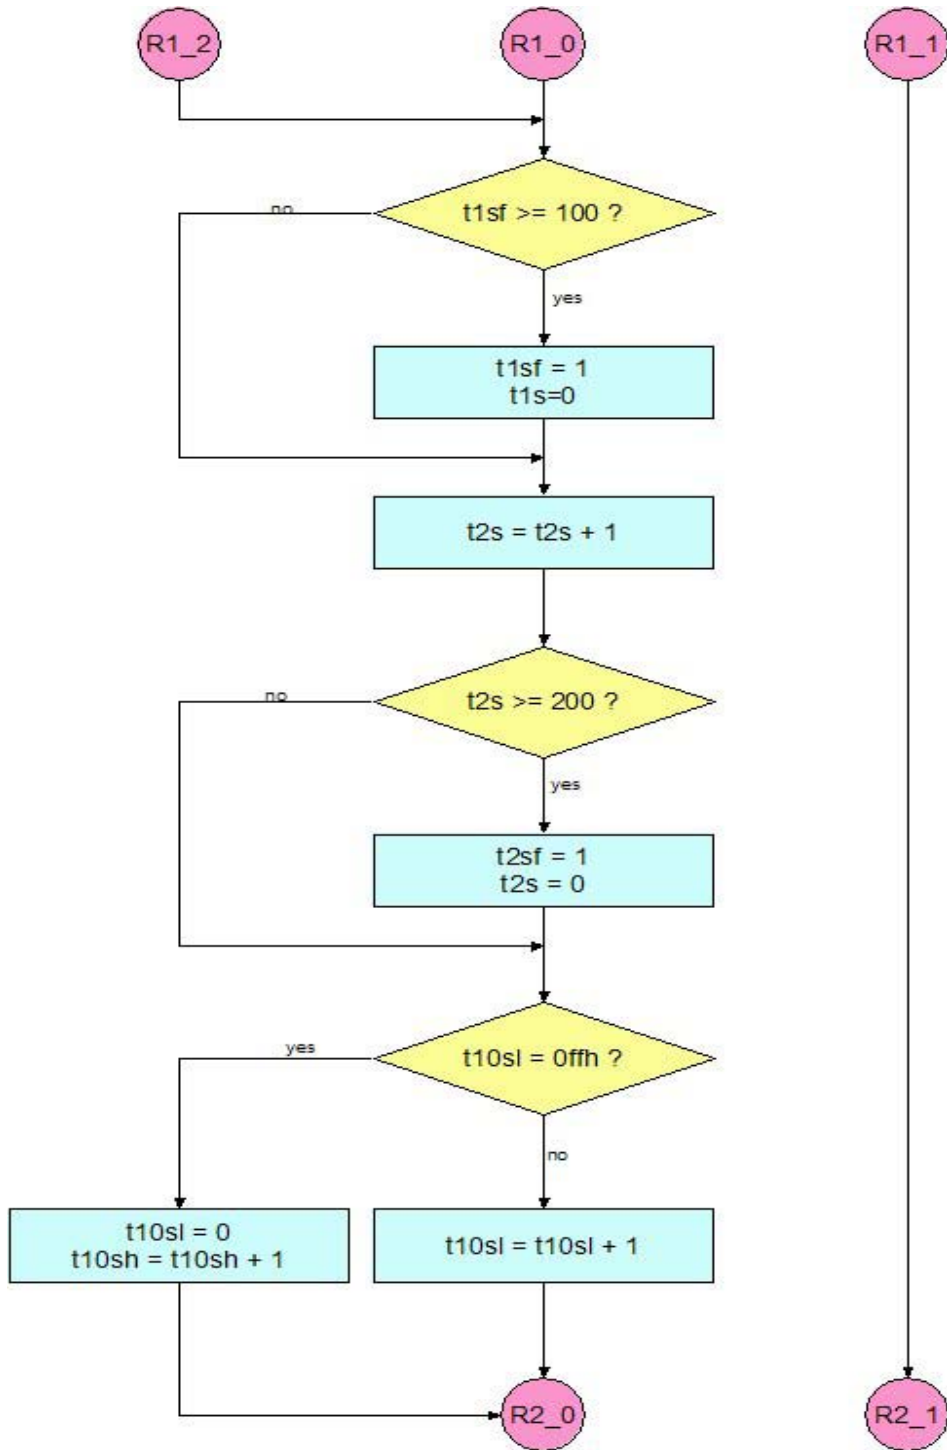 R1_2
R1_0
R1_1
t1sf >= 100 ?
no
yes
t1sf = 1
t1s=0
t2s = t2s + 1
t2s >= 200 ?
no
yes
t2sf = 1
t2s = 0
t10sl = 0ffh ?
yes
no
t10sl = 0
t10sh = t10sh + 1
t10sl = t10sl + 1
R2_0
R2_1